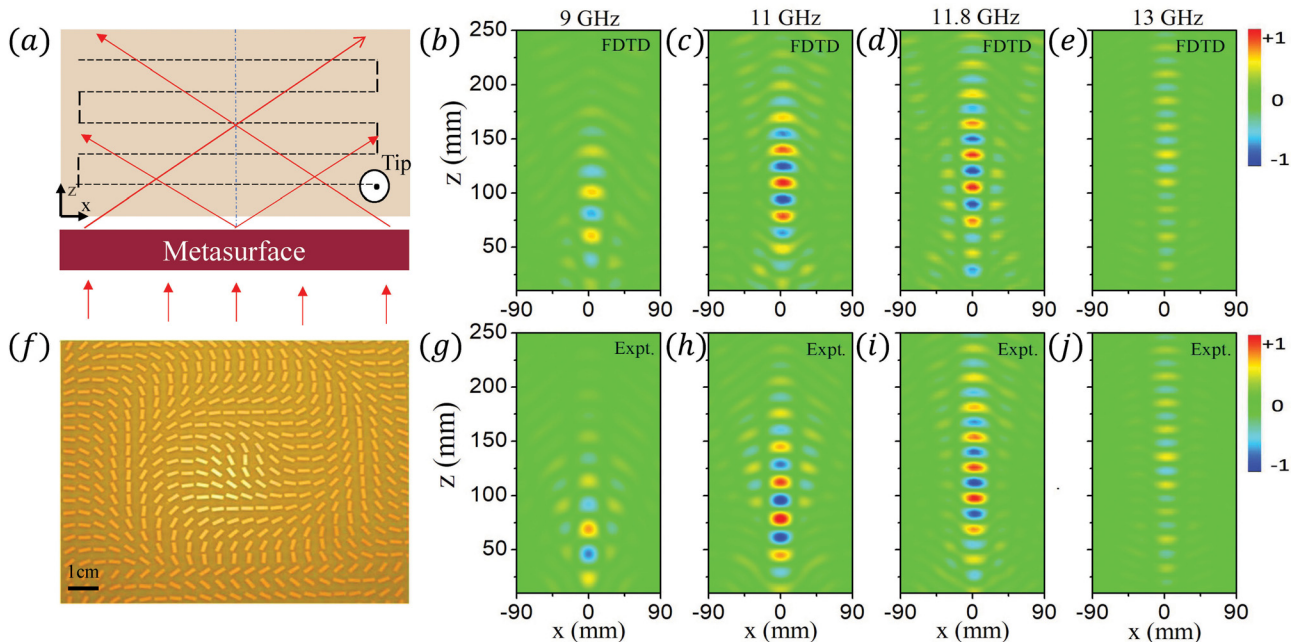 9 GHz 11 GHz 11.8 GHz 13 GHz
(a)
z
x
Tip
Metasurface
(b) FDTD
(c) FDTD
(d) FDTD
(e) FDTD
z (mm)
250
200
150
100
50
-90 0 90
-90 0 90
-90 0 90
-90 0 90
+1
0
-1
(f)
1cm
(g) Expt.
(h) Expt.
(i) Expt.
(j) Expt.
z (mm)
250
200
150
100
50
-90 0 90
-90 0 90
-90 0 90
-90 0 90
x (mm) x (mm) x (mm) x (mm)
+1
0
-1